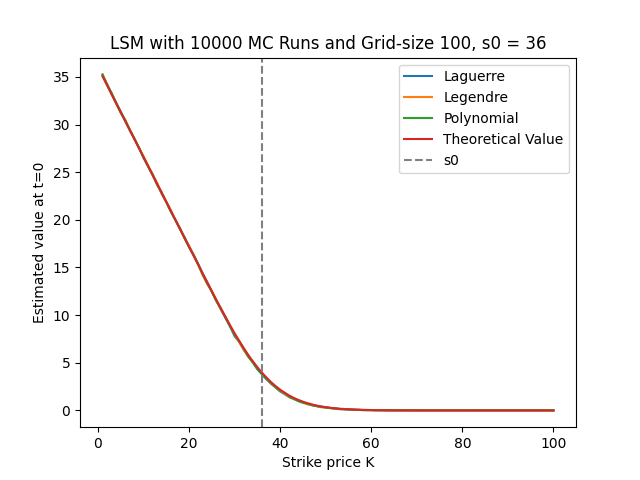 LSM with 10000 MC Runs and Grid-size 100, s0 = 36
Estimated value at t=0
35
30
25
20
15
10
5
0
Laguerre
Legendre
Polynomial
Theoretical Value
s0
0 20 40 60 80 100
Strike price K